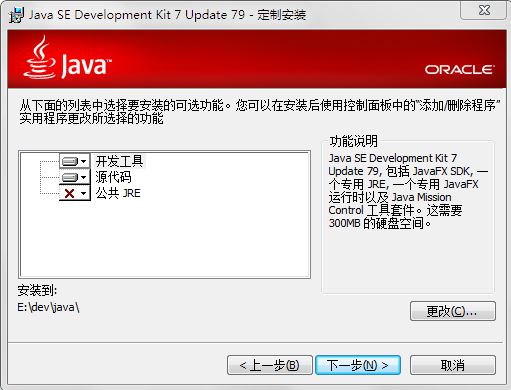 Java SE Development Kit 7 Update 79 - 定制安装
Java™
ORACLE
从下面的列表中选择要安装的可选功能。您可以在安装后使用控制面板中的“添加/删除程序”
实用程序更改所选择的功能
开发工具
源代码
公共 JRE
功能说明
Java SE Development Kit 7
Update 79, 包括 JavaFX SDK, 一
个专用 JRE, 一个专用 JavaFX
运行时以及 Java Mission
Control 工具套件。这需要
300MB 的硬盘空间。
安装到:
E:\dev\java\
更改(C)...
< 上一步(B)
下一步(N) >
取消